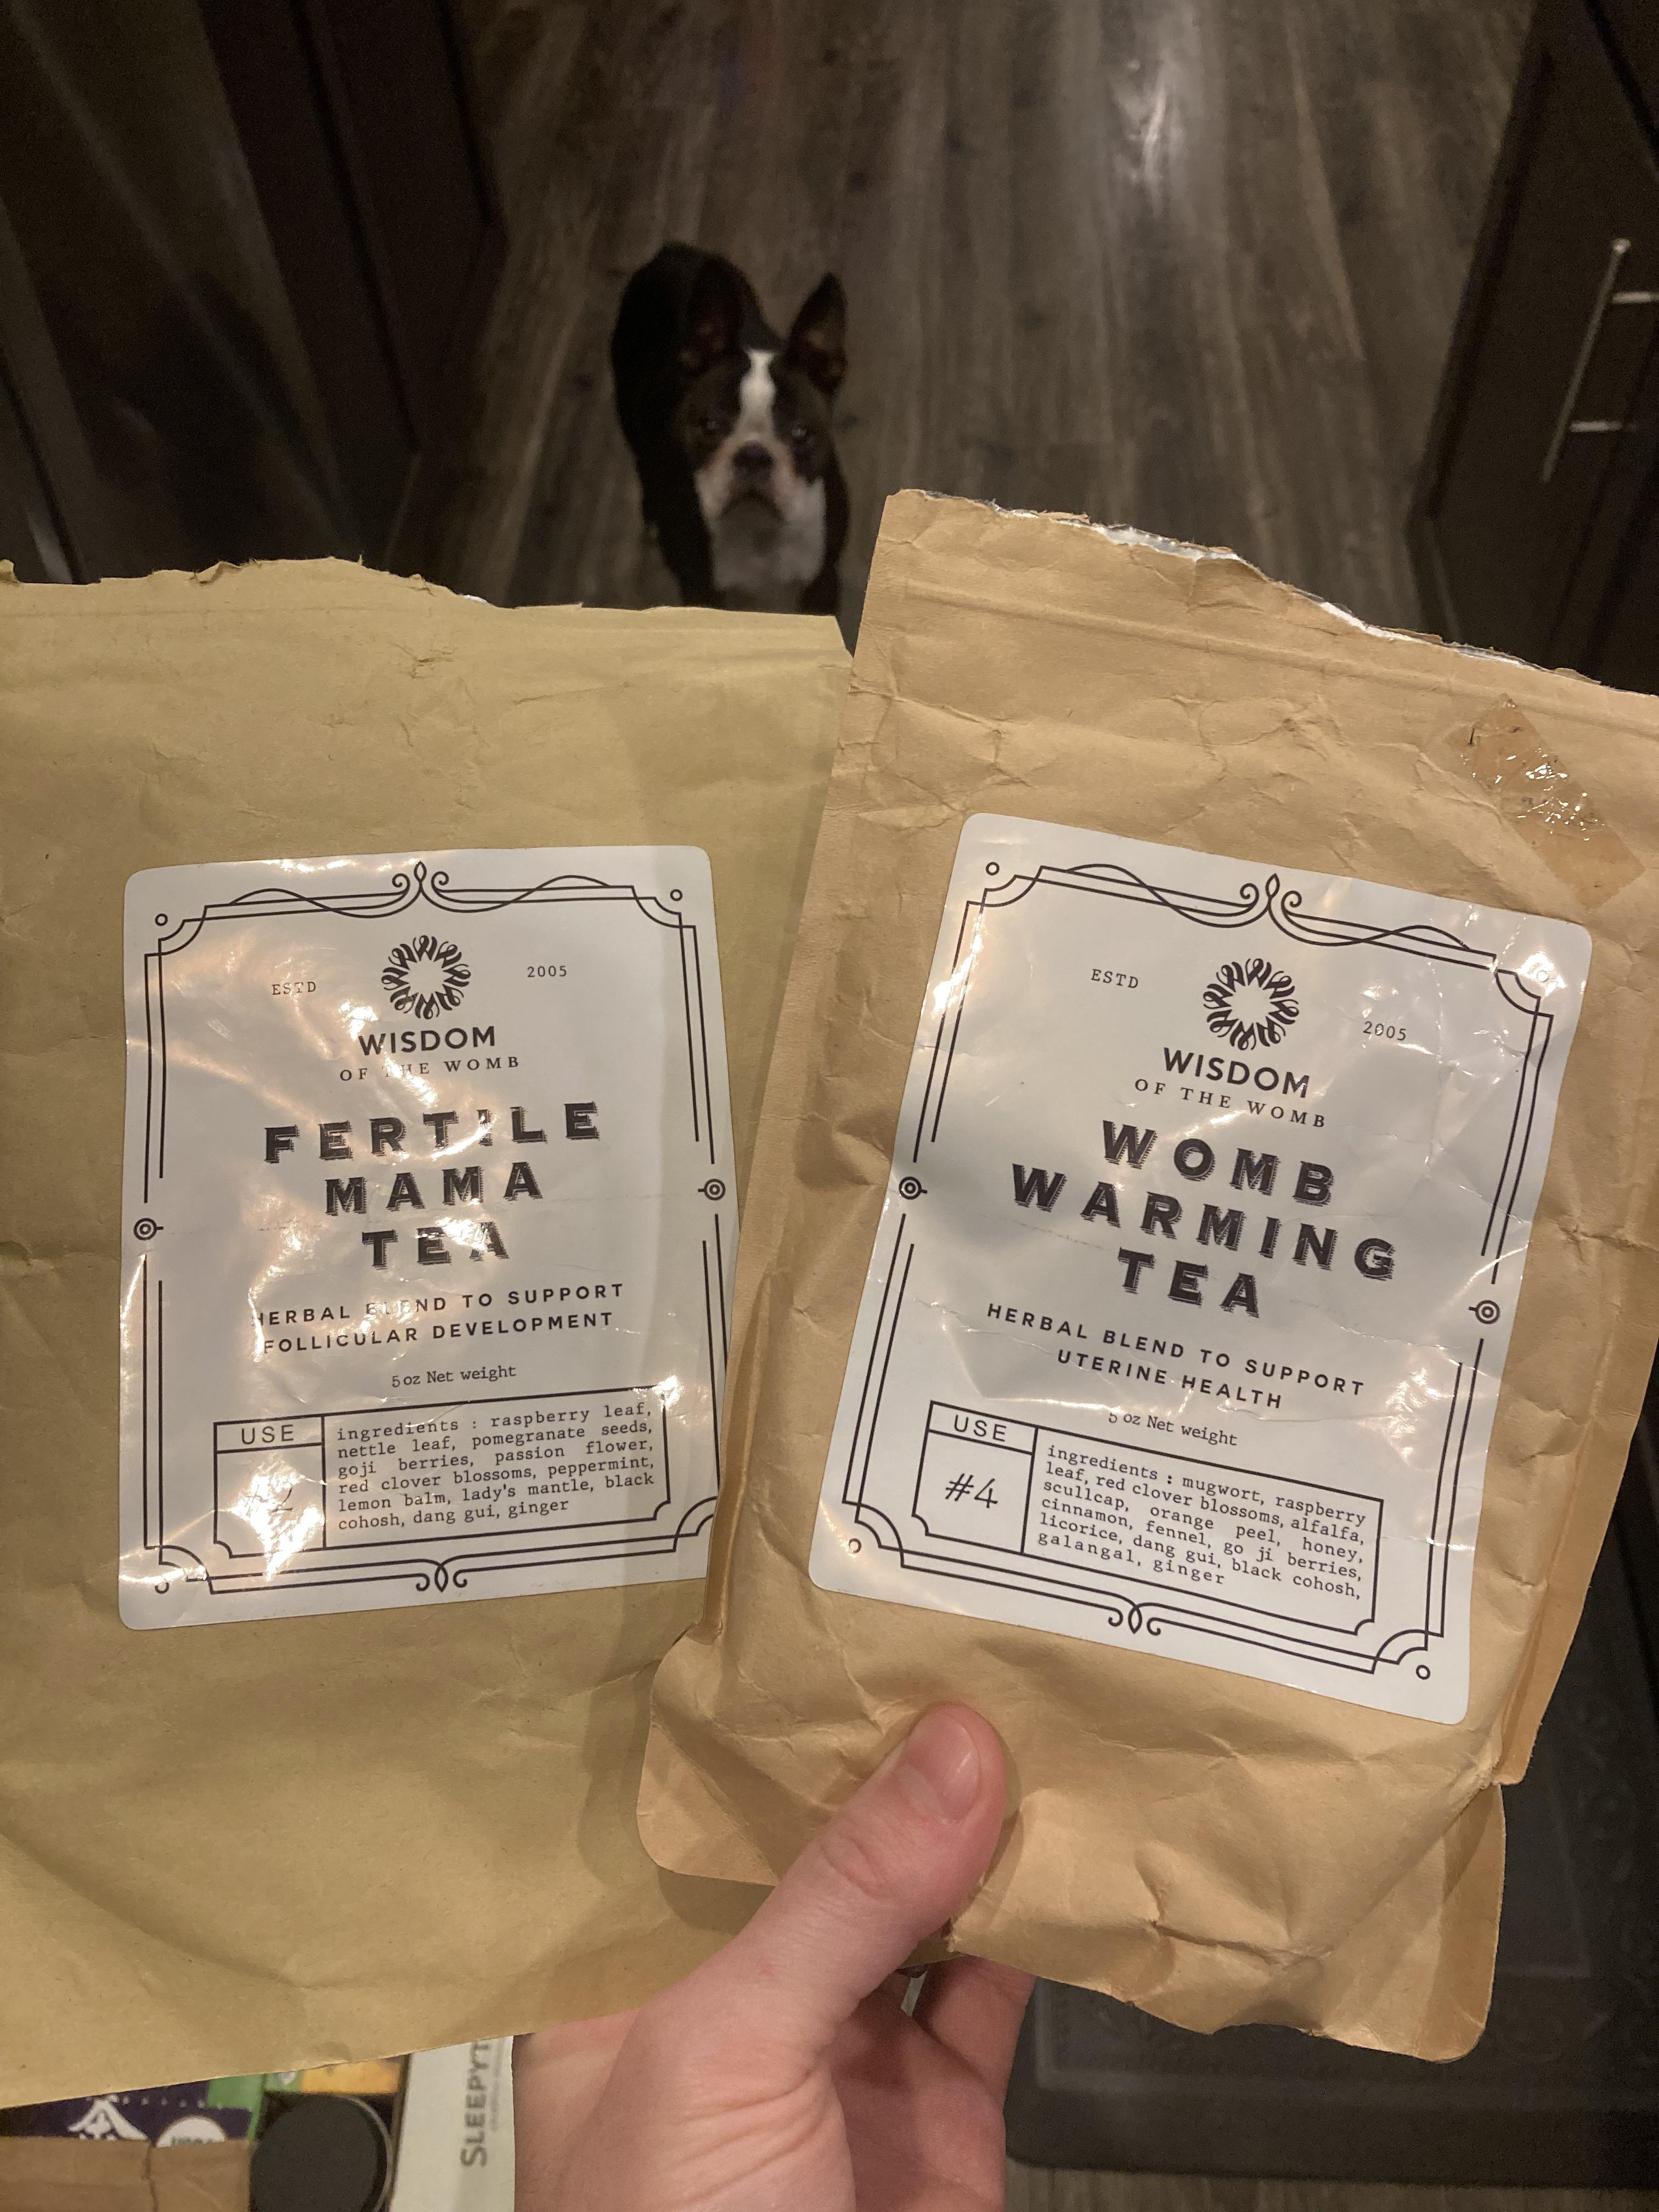 ESTD
2005
WISDOM
OF THE WOMB
FERTILE
MAMA
TEA
HERBAL BLEND TO SUPPORT
FOLLICULAR DEVELOPMENT
5 oz Net weight
USE
ingredients : raspberry leaf,
nettle leaf, pomegranate seeds,
goji berries, passion flower,
red clover blossoms, peppermint,
lemon balm, lady's mantle, black
cohosh, dang gui, ginger
ESTD
2005
WISDOM
OF THE WOMB
WOMB
WARMING
TEA
HERBAL BLEND TO SUPPORT
UTERINE HEALTH
5 oz Net weight
USE
#4
ingredients : mugwort, raspberry
leaf, red clover blossoms, alfalfa,
scullcap, orange peel, honey,
cinnamon, fennel, go ji berries,
licorice, dang gui, black cohosh,
galangal, ginger